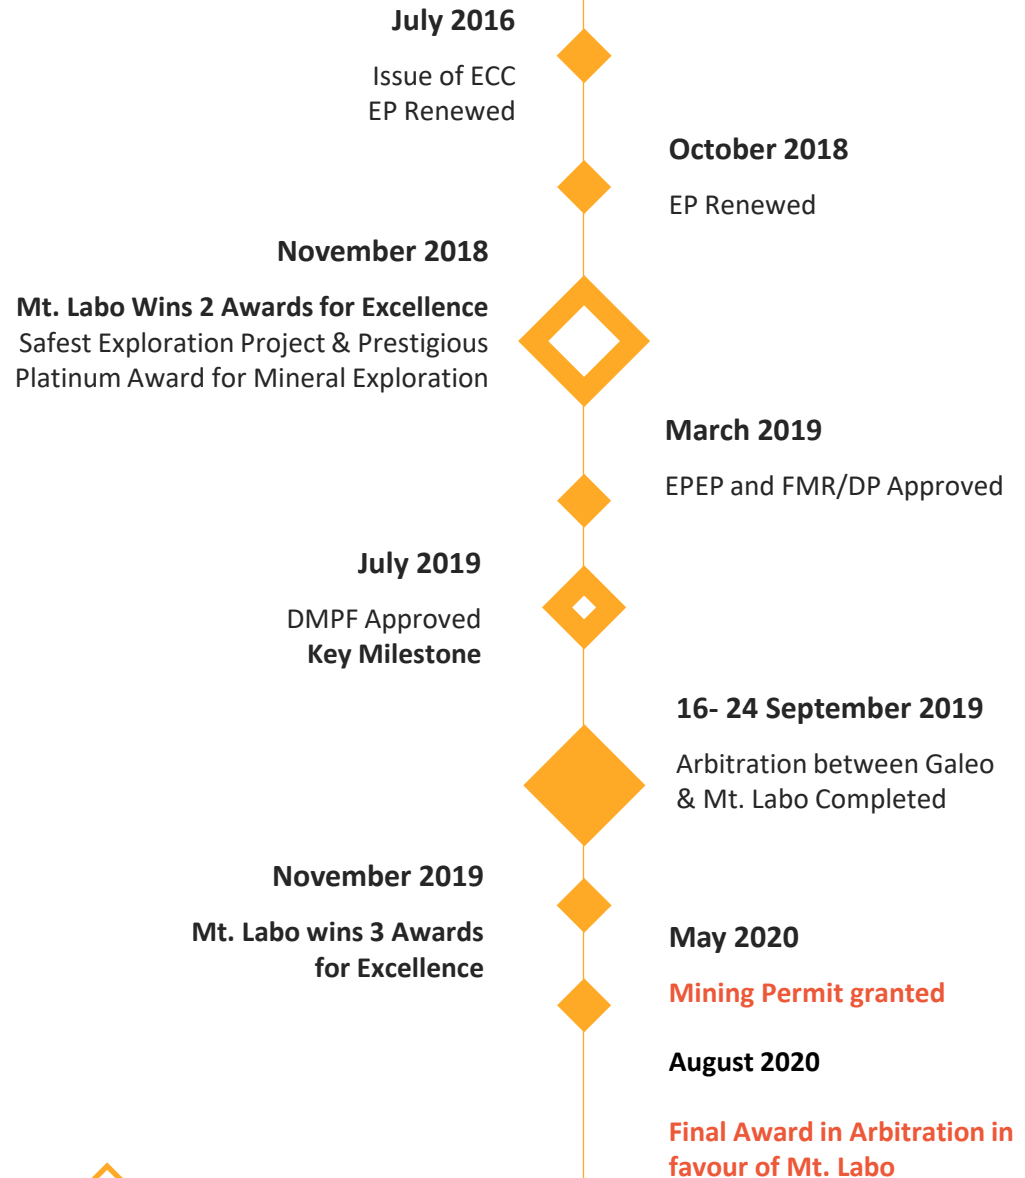 July 2016
Issue of ECC
EP Renewed
October 2018
EP Renewed
November 2018
Mt. Labo Wins 2 Awards for Excellence
Safest Exploration Project & Prestigious
Platinum Award for Mineral Exploration
March 2019
EPEP and FMR/DP Approved
July 2019
DMPF Approved
Key Milestone
16- 24 September 2019
Arbitration between Galeo
& Mt. Labo Completed
November 2019
Mt. Labo wins 3 Awards
for Excellence
May 2020
Mining Permit granted
August 2020
Final Award in Arbitration in
favour of Mt. Labo